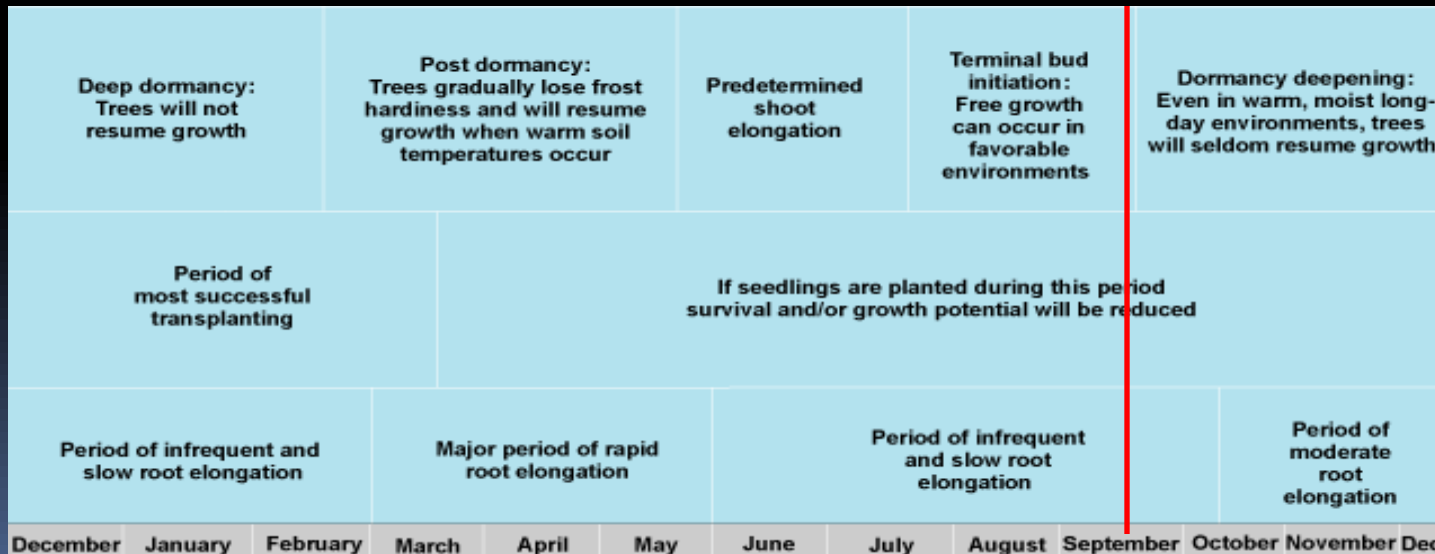 Deep dormancy:
Trees will not
resume growth
Post dormancy:
Trees gradually lose frost
hardiness and will resume
growth when warm soil
temperatures occur
Predetermined
shoot
elongation
Terminal bud
initiation:
Free growth
can occur in
favorable
environments
Dormancy deepening:
Even in warm, moist long-
day environments, trees
will seldom resume growth
Period of
most successful
transplanting
If seedlings are planted during this period
survival and/or growth potential will be reduced
Period of infrequent and
slow root elongation
Major period of rapid
root elongation
Period of infrequent
and slow root
elongation
Period of
moderate
root
elongation
December January February March April May June July August September October November Dec